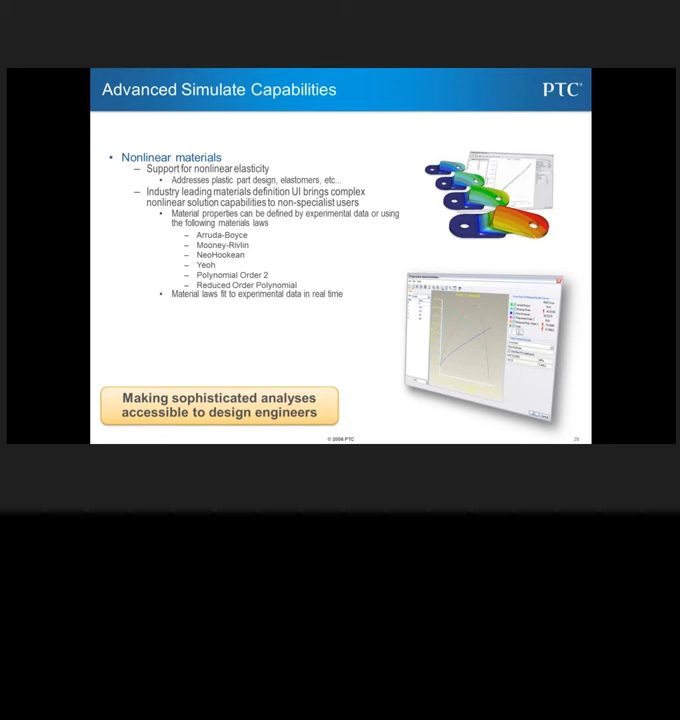 Advanced Simulate Capabilities
PTC®
• Nonlinear materials
– Support for nonlinear elasticity
• Addresses plastic part design, elastomers, etc...
– Industry leading materials definition UI brings complex
nonlinear solution capabilities to non-specialist users
• Material properties can be defined by experimental data or using
the following materials laws
– Arruda-Boyce
– Mooney-Rivlin
– NeoHookean
– Yeoh
– Polynomial Order 2
– Reduced Order Polynomial
• Material laws fit to experimental data in real time
Making sophisticated analyses
accessible to design engineers
© 2006 PTC